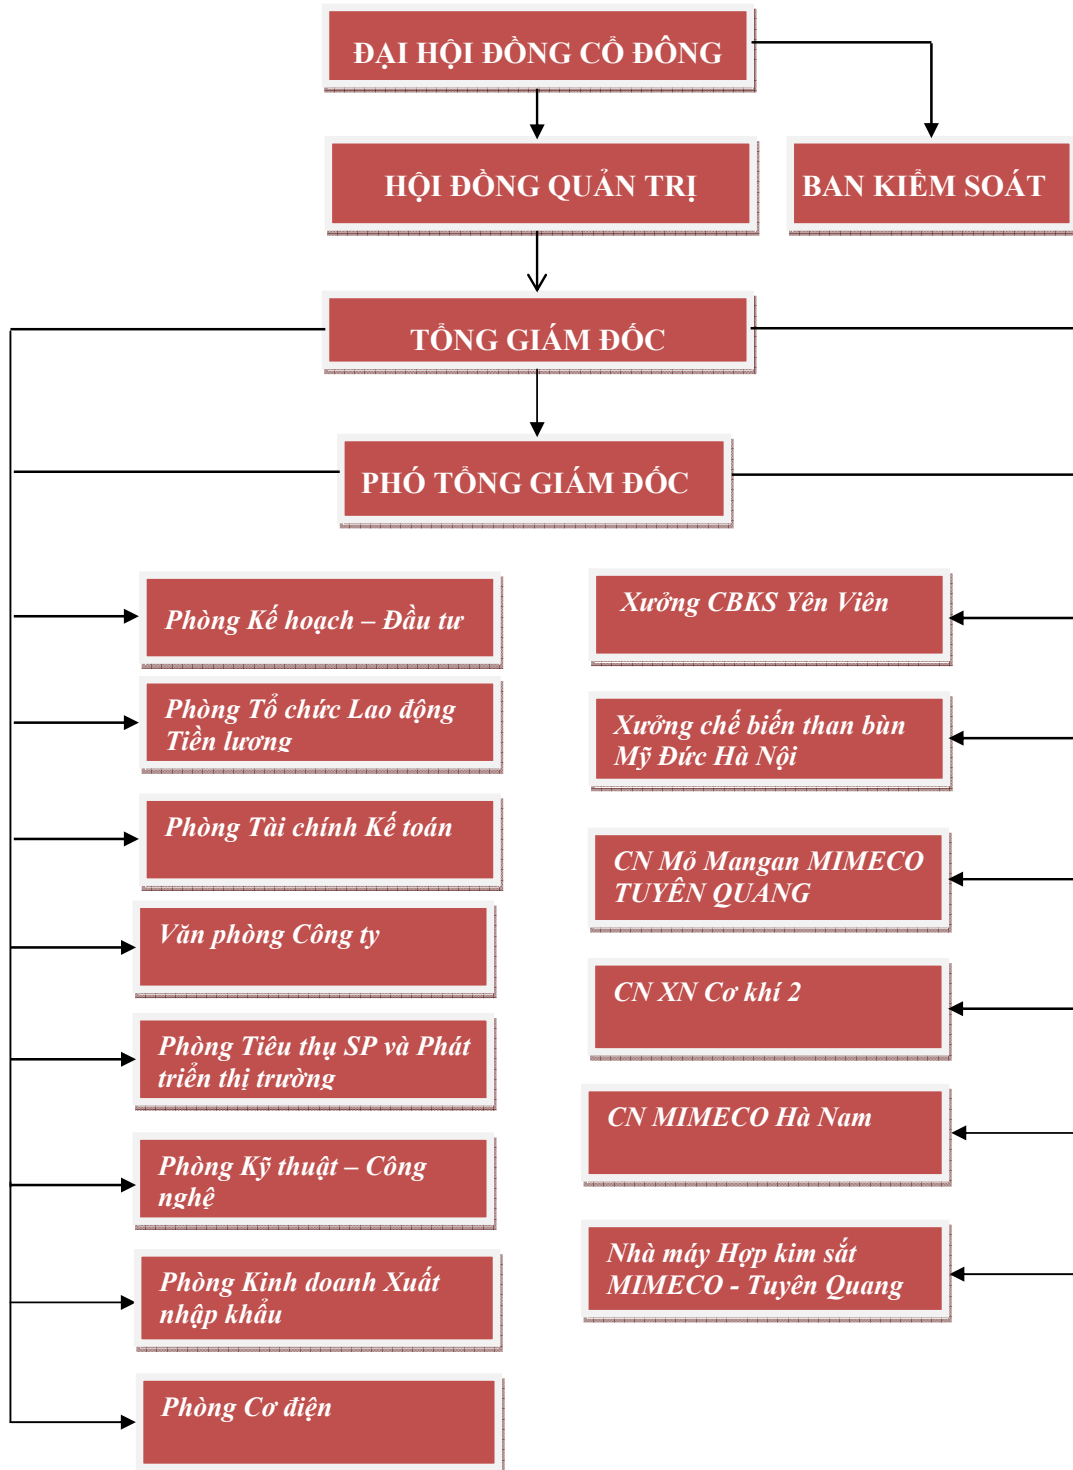 ĐẠI HỘI ĐỒNG CỔ ĐÔNG
HỘI ĐỒNG QUẢN TRỊ
BAN KIỂM SOÁT
TỔNG GIÁM ĐỐC
PHÓ TỔNG GIÁM ĐỐC
Phòng Kế hoạch – Đầu tư
Phòng Tổ chức Lao động
Tiền lương
Phòng Tài chính Kế toán
Văn phòng Công ty
Phòng Tiêu thụ SP và Phát
triển thị trường
Phòng Kỹ thuật – Công
nghệ
Phòng Kinh doanh Xuất
nhập khẩu
Phòng Cơ điện
Xưởng CBKS Yên Viên
Xưởng chế biến than bùn
Mỹ Đức Hà Nội
CN Mỏ Mangan MIMECO
TUYÊN QUANG
CN XN Cơ khí 2
CN MIMECO Hà Nam
Nhà máy Hợp kim sắt
MIMECO - Tuyên Quang